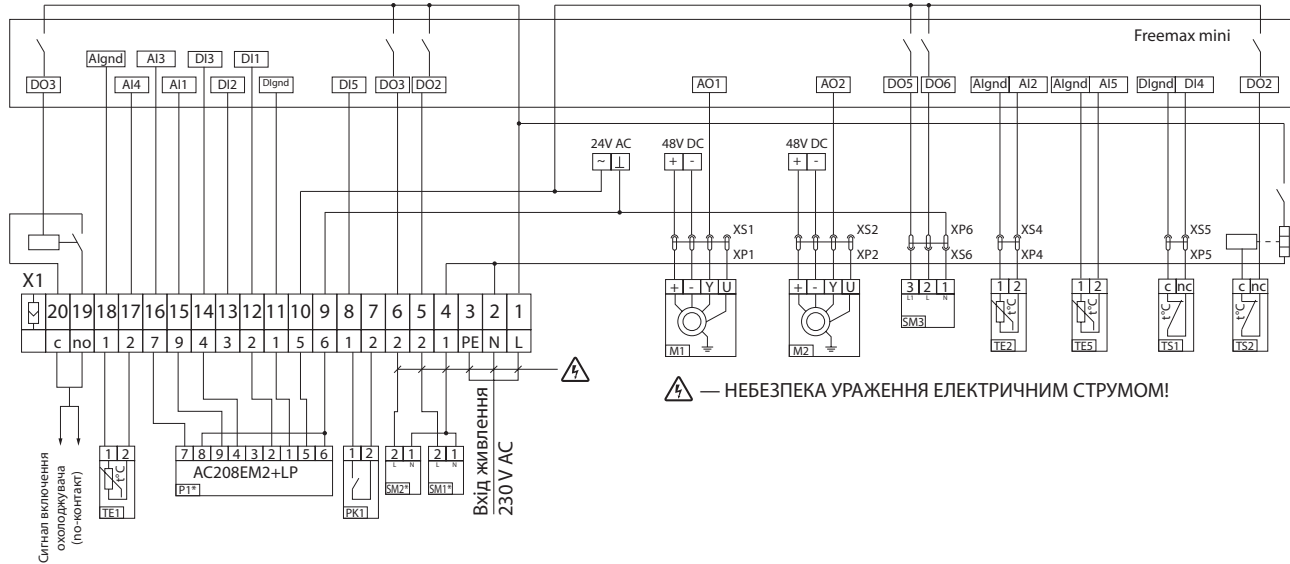 Freemax mini
AIgnd AI3 DI3 DI1
DO3 AI4 AI1 DI2 DIgnd DI5 DO3 DO2 AO1 AO2 DO5 DO6 AIgnd AI2 AIgnd AI5 DIgnd DI4 DO2
24V AC 48V DC 48V DC
~ ⊥ + - + -
XS1 XS2 XP6 XS4 XS5
XP1 XP2 XS6 XP4 XP5
X1
+ - Y U + - Y U 3 2 1 1 2 1 2 c nc c nc
L1 L N
t°C t°C t°C t°C
M1 M2 SM3 TE2 TE5 TS1 TS2
20 19 18 17 16 15 14 13 12 11 10 9 8 7 6 5 4 3 2 1
c no 1 2 7 9 4 3 2 1 5 6 1 2 2 2 1 PE N L
— НЕБЕЗПЕКА УРАЖЕННЯ ЕЛЕКТРИЧНИМ СТРУМОМ!
Сигнал включення
охолоджувача
(no-контакт)
1 2
t°C
TE1
7 8 9 4 3 2 1 5 6
AC208EM2+LP
P1*
1 2
PK1
2 1 2 1
L N L N
SM2* SM1*
Вхід живлення
230 V AC